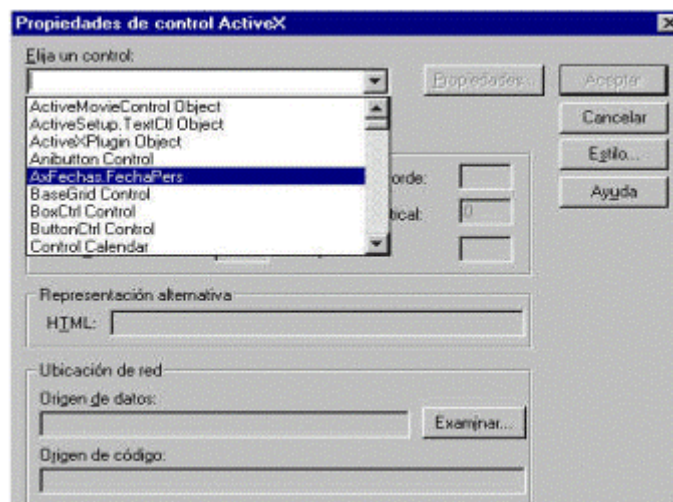 Propiedades de control ActiveX
Elija un control:
Propiedades...
Aceptar
ActiveMovieControl Object
ActiveSetup.TextCtl Object
ActiveXPlugin Object
Anibutton Control
AxFechas.FechaPers
BaseGrid Control
BoxCtrl Control
ButtonCtrl Control
Control Calendar
Cancelar
Estilo...
Ayuda
orde:
tical:
0
Representación alternativa
HTML:
Ubicación de red
Origen de datos:
Examinar...
Origen de código: